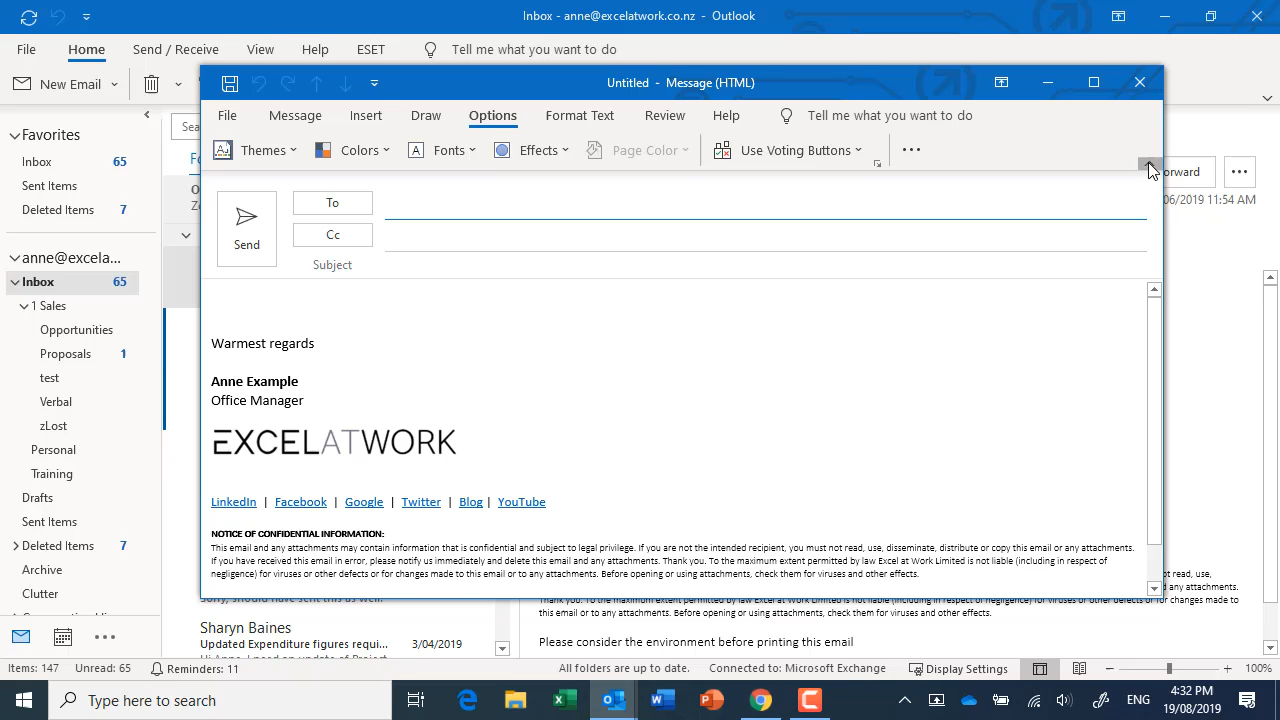 Inbox - anne@excelatwork.co.nz - Outlook
File Home Send / Receive View Help ESET Tell me what you want to do
New Email
Untitled - Message (HTML)
File Message Insert Draw Options Format Text Review Help Tell me what you want to do
Themes Colors Fonts Effects Page Color Use Voting Buttons
Favorites
Inbox 65
Sent Items
Deleted Items 7
anne@excela...
Inbox 65
1 Sales
Opportunities
Proposals 1
test
Verbal
zLost
Personal
Training
Drafts
Sent Items
Deleted Items 7
Archive
Clutter
Send
To
Cc
Subject
11:54 AM
Warmest regards
Anne Example
Office Manager
EXCELATWORK
LinkedIn | Facebook | Google | Twitter | Blog | YouTube
NOTICE OF CONFIDENTIAL INFORMATION:
This email and any attachments may contain information that is confidential and subject to legal privilege. If you are not the intended recipient, you must not read, use, disseminate, distribute or copy this email or any attachments.
If you have received this email in error, please notify us immediately and delete this email and any attachments. Thank you. To the maximum extent permitted by law Excel at Work Limited is not liable (including in respect of
negligence) for viruses or other defects or for changes made to this email or to any attachments. Before opening or using attachments, check them for viruses and other effects.
not read, use,
any attachments.
for changes made to
this email or to any attachments. Before opening or using attachments, check them for viruses and other effects.
Please consider the environment before printing this email
Sharyn Baines
Updated Expenditure figures requi... 3/04/2019
Items: 147 Unread: 65 Reminders: 11 All folders are up to date. Connected to: Microsoft Exchange Display Settings 100%
Type here to search
ENG
4:32 PM
19/08/2019